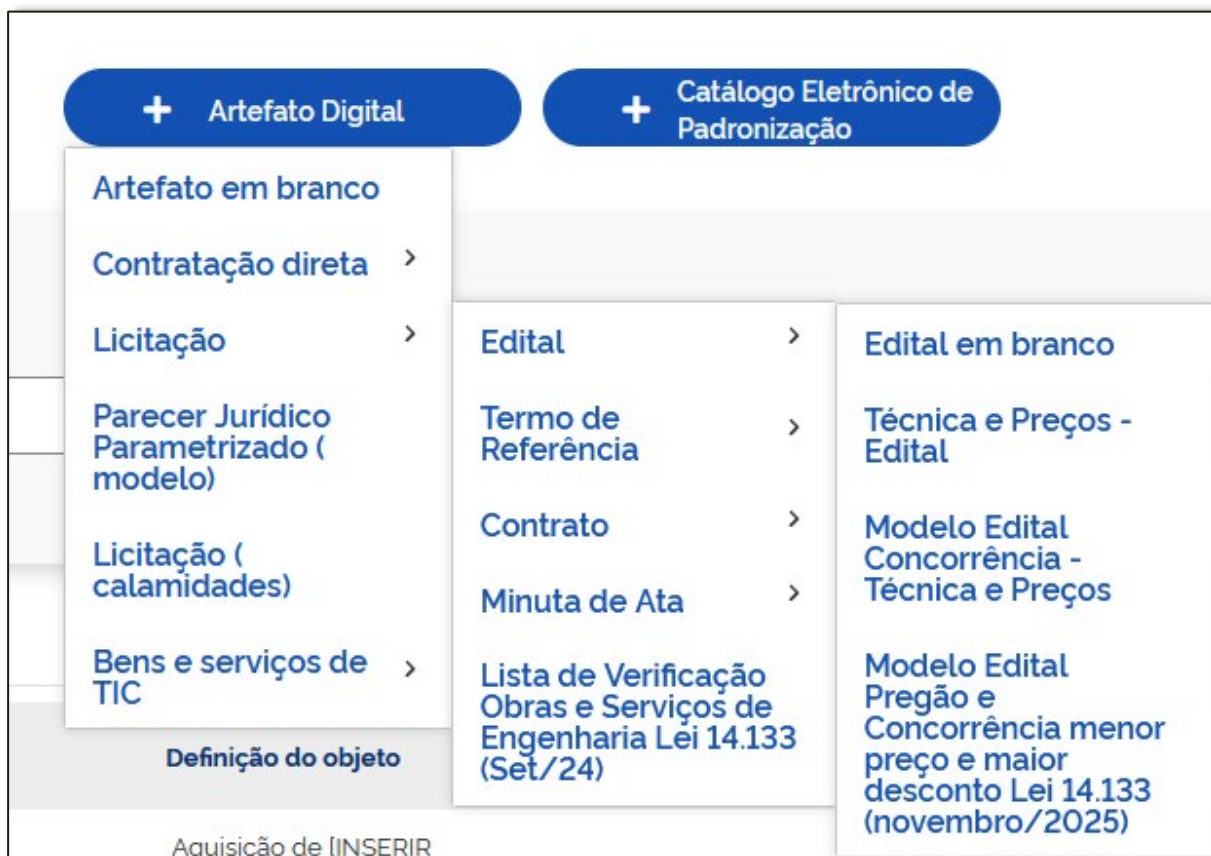 Artefato Digital
Catálogo Eletrônico de
Padronização
Artefato em branco
Contratação direta
Licitação
Parecer Jurídico
Parametrizado (
modelo)
Licitação (
calamidades)
Bens e serviços de
TIC
Edital
Termo de
Referência
Contrato
Minuta de Ata
Lista de Verificação
Obras e Serviços de
Engenharia Lei 14.133
(Set/24)
Edital em branco
Técnica e Preços -
Edital
Modelo Edital
Concorrência -
Técnica e Preços
Modelo Edital
Pregão e
Concorrência menor
preço e maior
desconto Lei 14.133
(novembro/2025)
Definição do objeto
Aquisição de [INSERIR